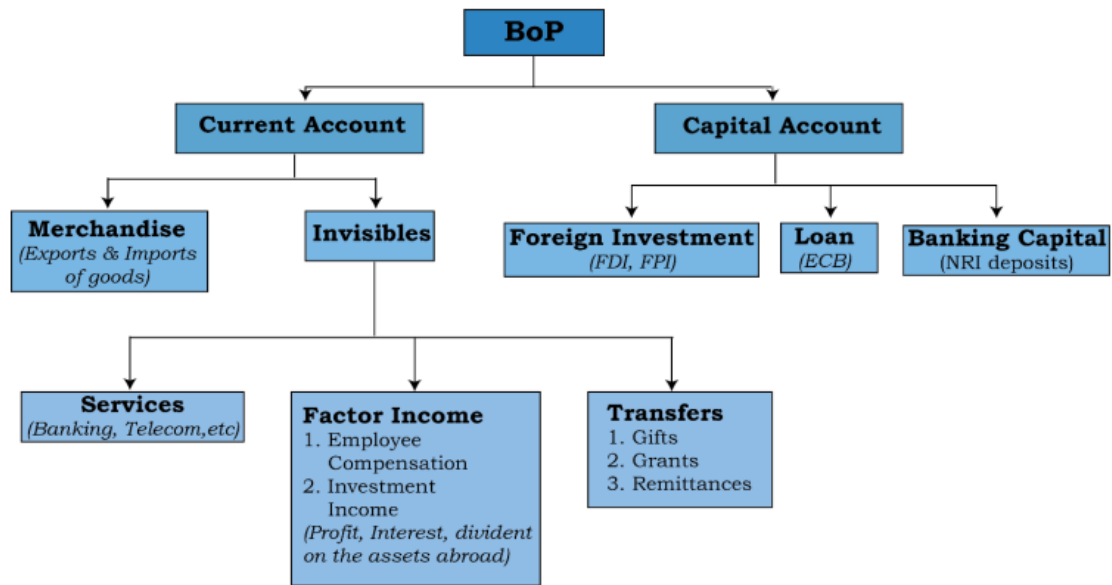 BoP
Current Account
Capital Account
Merchandise
(Exports & Imports
of goods)
Invisibles
Foreign Investment
(FDI, FPI)
Loan
(ECB)
Banking Capital
(NRI deposits)
Services
(Banking, Telecom,etc)
Factor Income
1. Employee
Compensation
2. Investment
Income
(Profit, Interest, divident
on the assets abroad)
Transfers
1. Gifts
2. Grants
3. Remittances